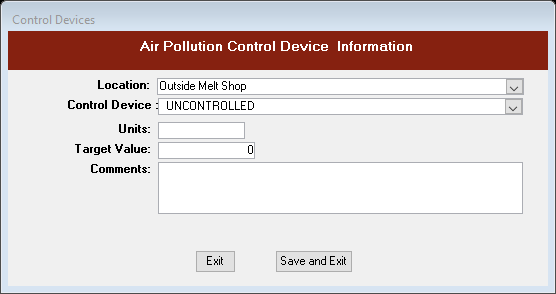 Control Devices
Air Pollution Control Device  Information
Location: Outside Melt Shop
Control Device : UNCONTROLLED
Units:
Target Value: 0
Comments:
Exit Save and Exit